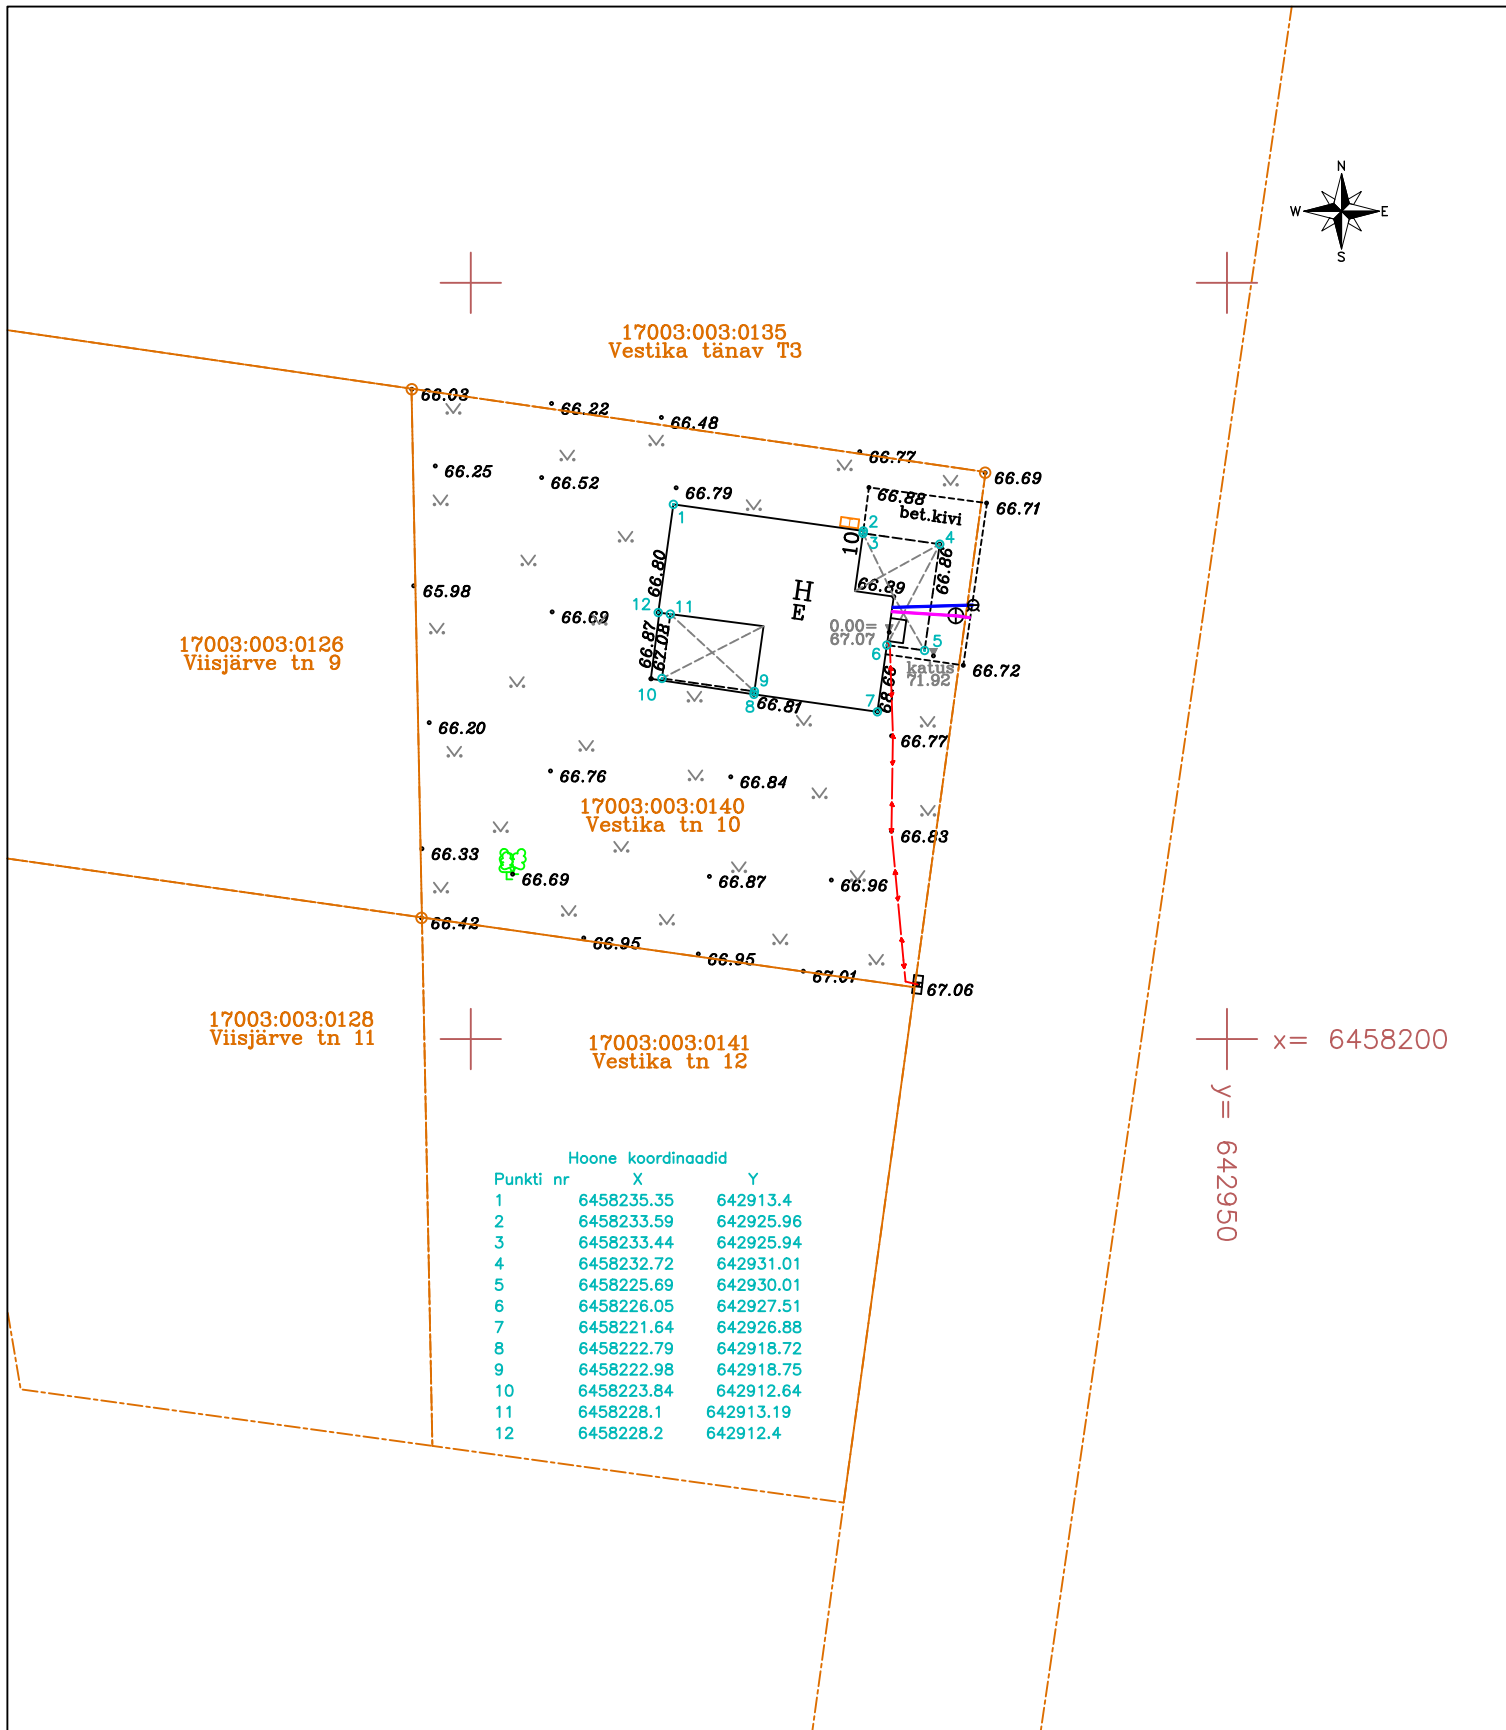 N
W E
S
17003:003:0135
Vestika tänav T3
66.03
66.22
66.48
66.77
66.69
66.25
66.52
66.79
66.88
66.71
bet.kivi
1
2
3
4
10
66.86
66.80
66.89
H
E
65.98
66.69
12
11
0.00=
67.07
5
6
66.72
katus
71.92
66.87
67.08
10
9
8
66.81
7
17003:003:0126
Viisjärve tn 9
66.20
66.77
66.76
66.84
17003:003:0140
Vestika tn 10
66.83
66.33
66.69
66.87
66.96
66.42
66.95
66.95
67.01
67.06
17003:003:0128
Viisjärve tn 11
17003:003:0141
Vestika tn 12
x= 6458200
y= 642950
Hoone koordinaadid
Punkti nr X Y
1 6458235.35 642913.4
2 6458233.59 642925.96
3 6458233.44 642925.94
4 6458232.72 642931.01
5 6458225.69 642930.01
6 6458226.05 642927.51
7 6458221.64 642926.88
8 6458222.79 642918.72
9 6458222.98 642918.75
10 6458223.84 642912.64
11 6458228.1 642913.19
12 6458228.2 642912.4